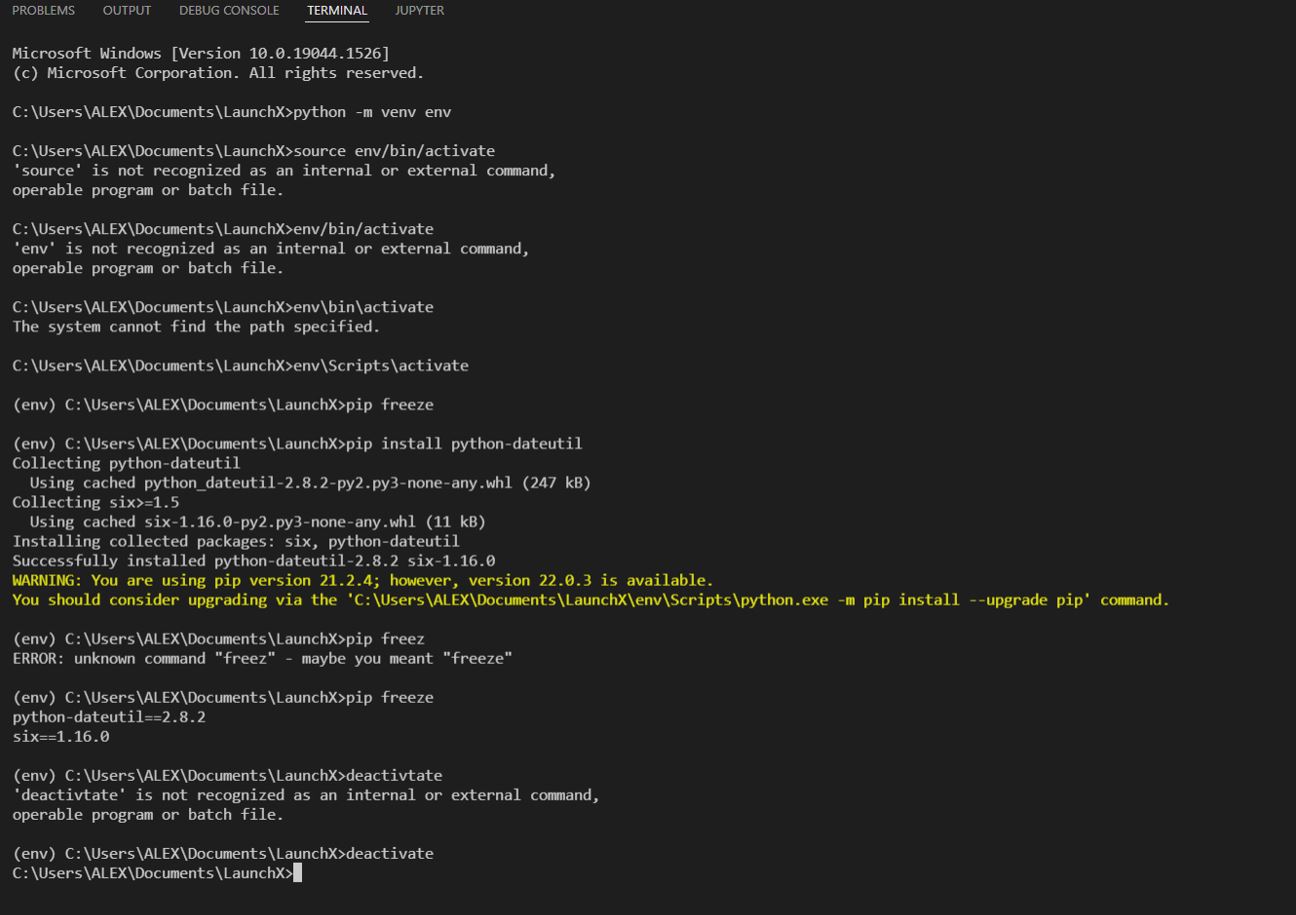 PROBLEMS OUTPUT DEBUG CONSOLE TERMINAL JUPYTER
Microsoft Windows [Version 10.0.19044.1526]
(c) Microsoft Corporation. All rights reserved.
C:\Users\ALEX\Documents\LaunchX>python -m venv env
C:\Users\ALEX\Documents\LaunchX>source env/bin/activate
'source' is not recognized as an internal or external command,
operable program or batch file.
C:\Users\ALEX\Documents\LaunchX>env/bin/activate
'env' is not recognized as an internal or external command,
operable program or batch file.
C:\Users\ALEX\Documents\LaunchX>env\bin\activate
The system cannot find the path specified.
C:\Users\ALEX\Documents\LaunchX>env\Scripts\activate
(env) C:\Users\ALEX\Documents\LaunchX>pip freeze
(env) C:\Users\ALEX\Documents\LaunchX>pip install python-dateutil
Collecting python-dateutil
  Using cached python_dateutil-2.8.2-py2.py3-none-any.whl (247 kB)
Collecting six>=1.5
  Using cached six-1.16.0-py2.py3-none-any.whl (11 kB)
Installing collected packages: six, python-dateutil
Successfully installed python-dateutil-2.8.2 six-1.16.0
WARNING: You are using pip version 21.2.4; however, version 22.0.3 is available.
You should consider upgrading via the 'C:\Users\ALEX\Documents\LaunchX\env\Scripts\python.exe -m pip install --upgrade pip' command.
(env) C:\Users\ALEX\Documents\LaunchX>pip freez
ERROR: unknown command "freez" - maybe you meant "freeze"
(env) C:\Users\ALEX\Documents\LaunchX>pip freeze
python-dateutil==2.8.2
six==1.16.0
(env) C:\Users\ALEX\Documents\LaunchX>deactivtate
'deactivtate' is not recognized as an internal or external command,
operable program or batch file.
(env) C:\Users\ALEX\Documents\LaunchX>deactivate
C:\Users\ALEX\Documents\LaunchX>